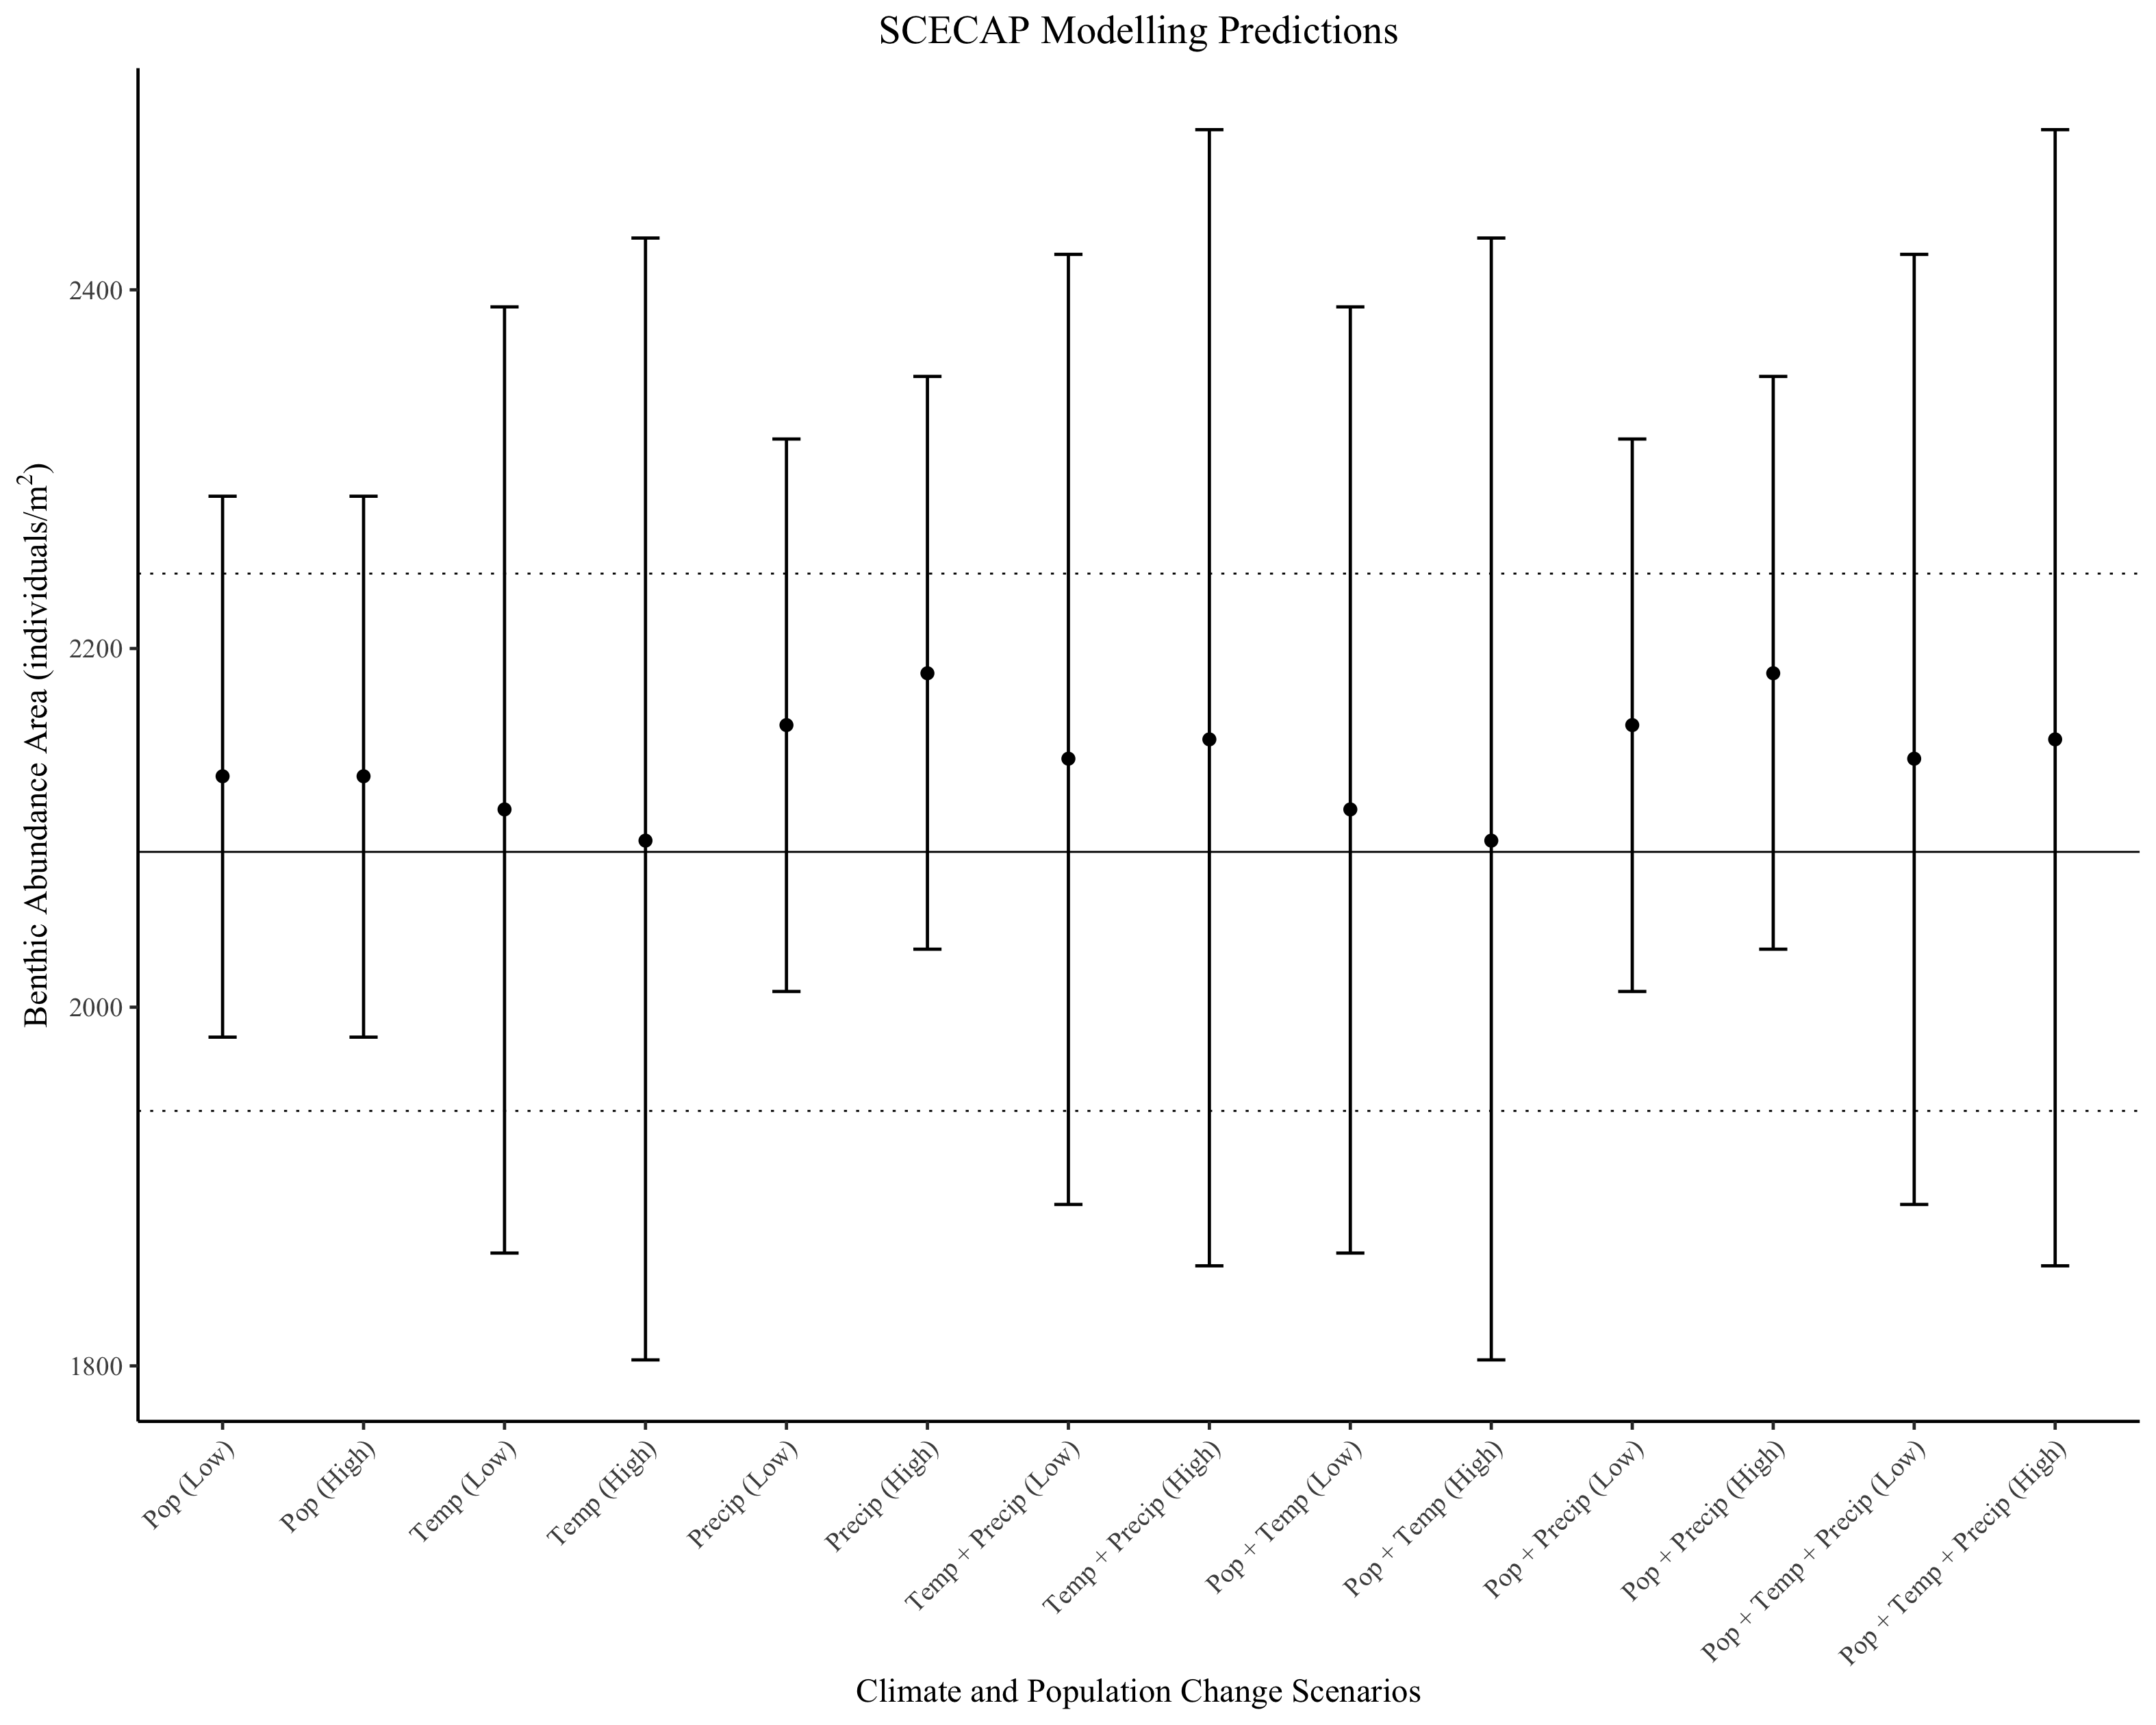 SCECAP Modelling Predictions
Benthic Abundance Area (individuals/m²)
2400
2200
2000
1800
Pop (Low)
Pop (High)
Temp (Low)
Temp (High)
Precip (Low)
Precip (High)
Temp + Precip (Low)
Temp + Precip (High)
Pop + Temp (Low)
Pop + Temp (High)
Pop + Precip (Low)
Pop + Precip (High)
Pop + Temp + Precip (Low)
Pop + Temp + Precip (High)
Climate and Population Change Scenarios